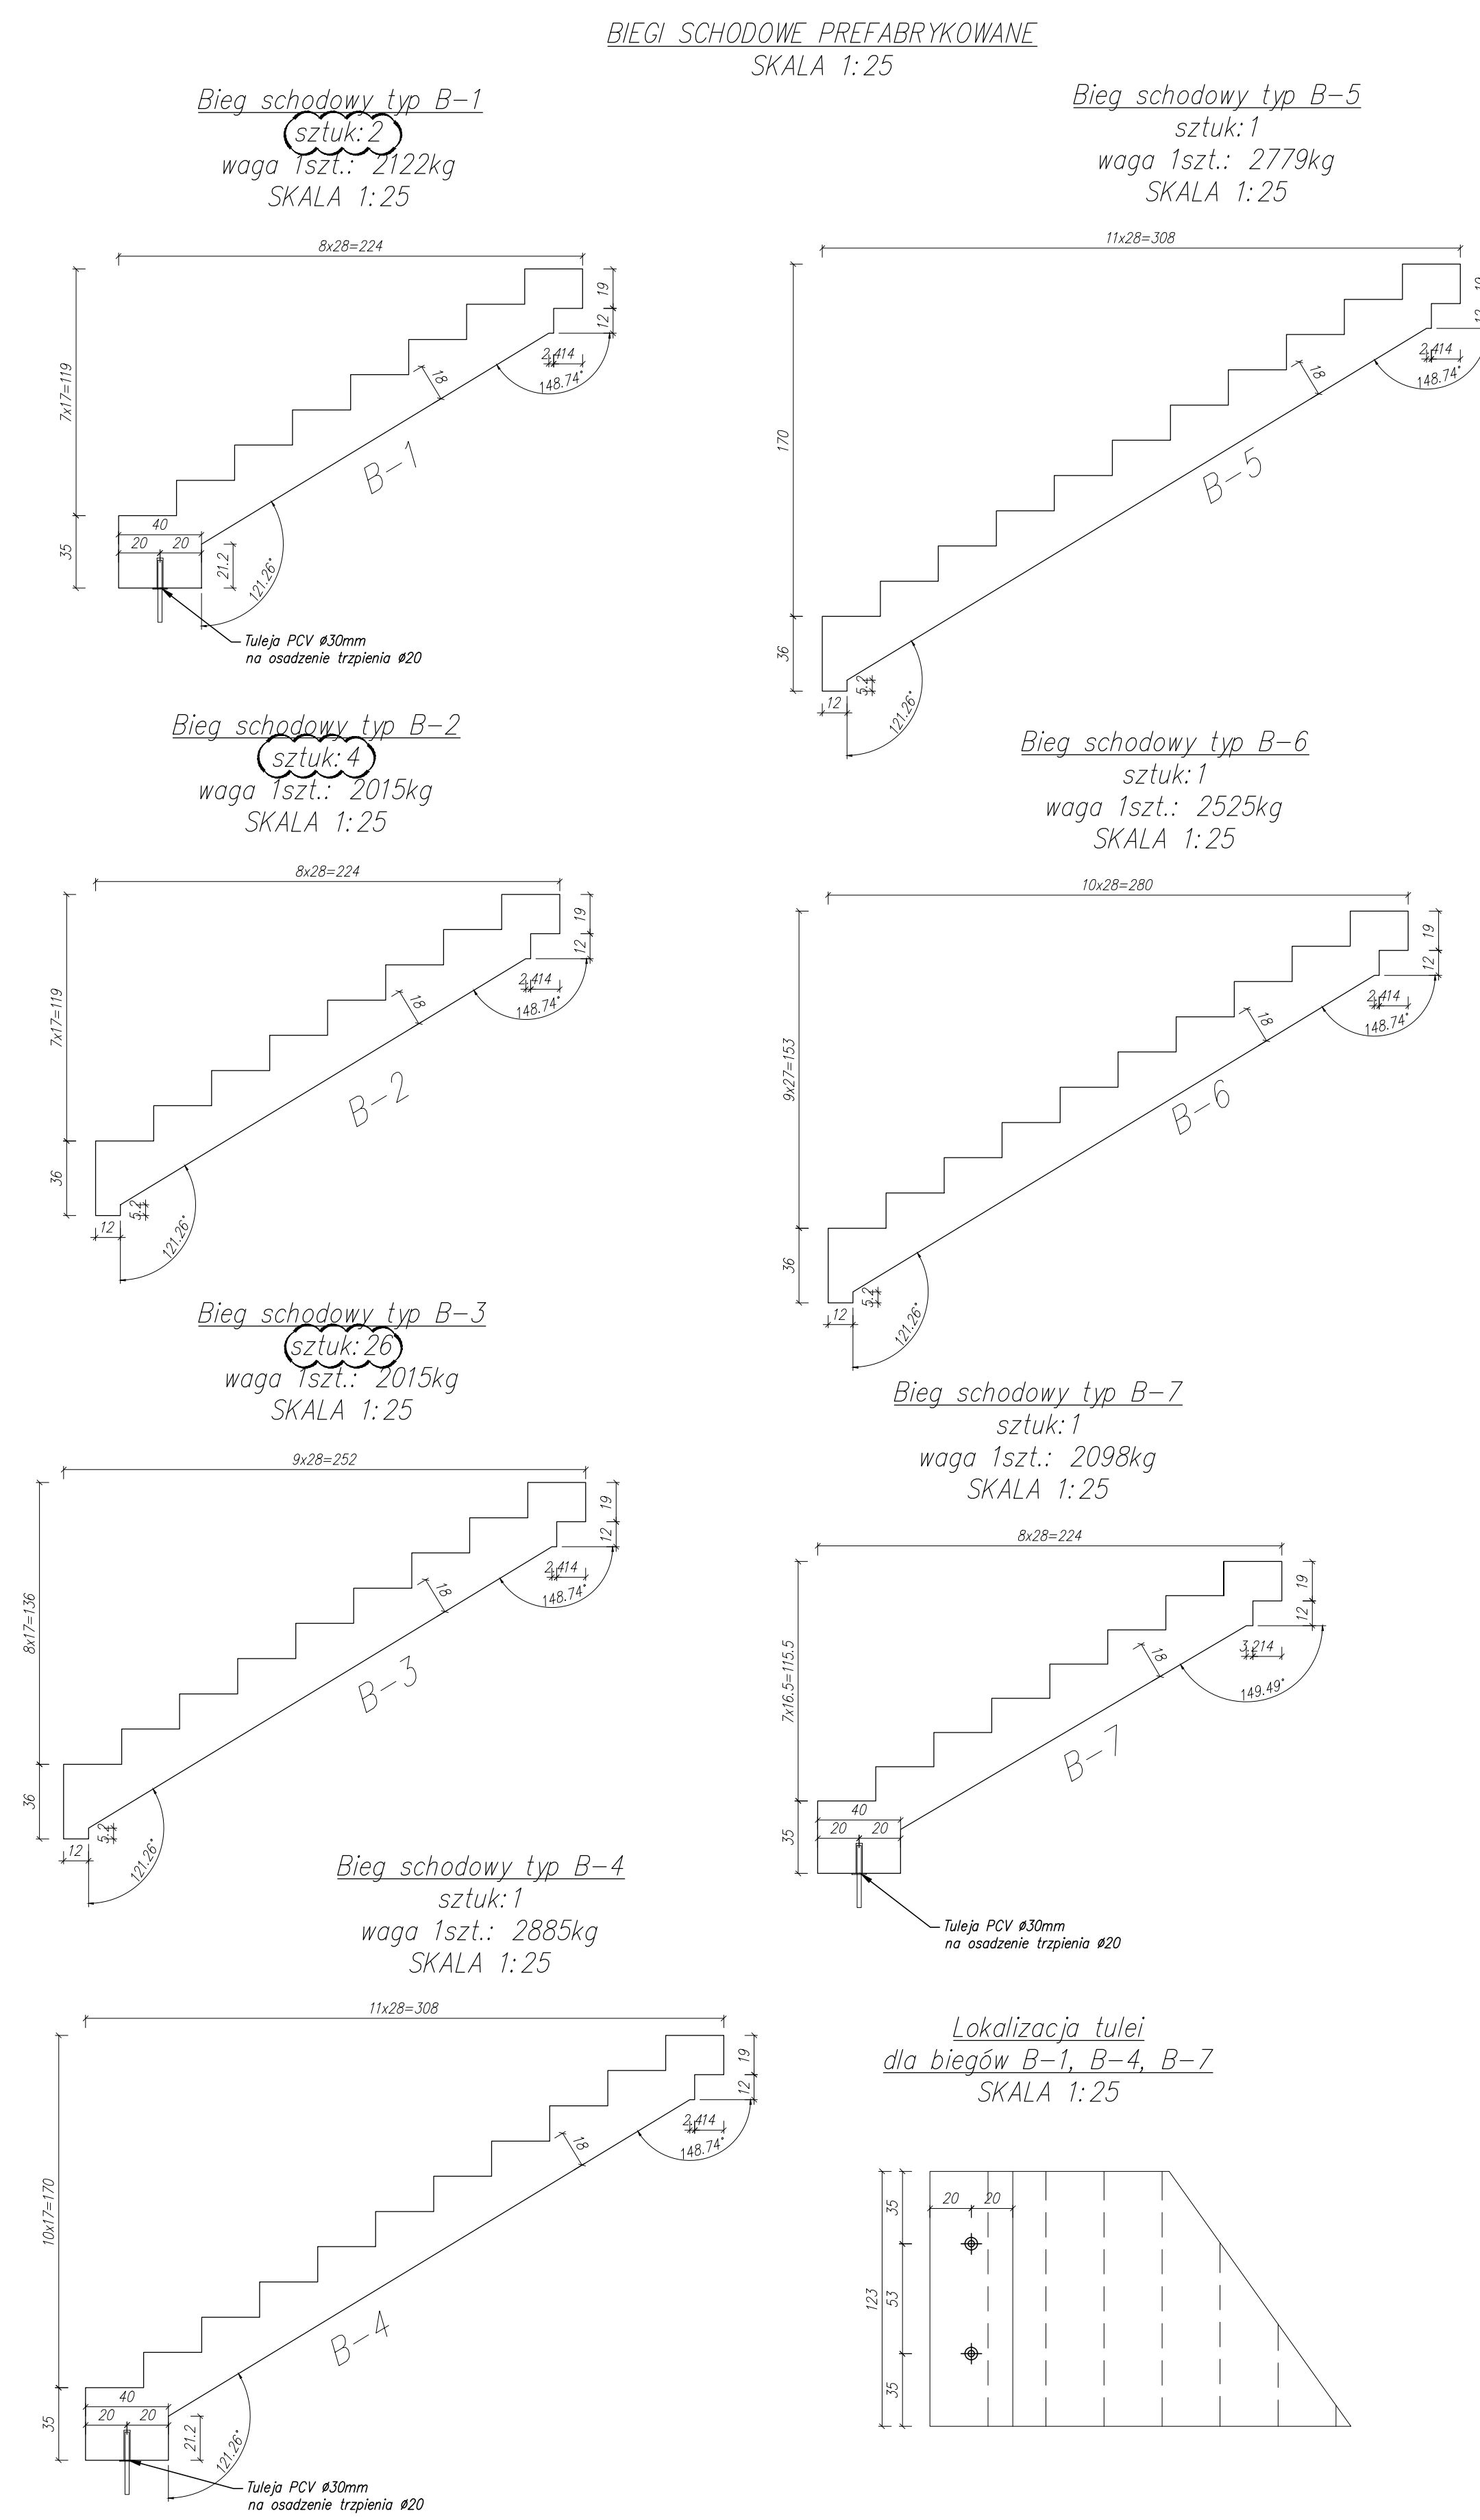 BIEGI SCHODOWE PREFABRYKOWANE
SKALA 1:25
Bieg schodowy typ B-1
sztuk: 2
waga 1szt.: 2122kg
SKALA 1:25
8x28=224
7x17=119
35
19
12
2.414
148.74°
18
B-1
40
20 20
21.2
121.26°
Tuleja PCV Ø30mm
na osadzenie trzpienia Ø20
Bieg schodowy typ B-5
sztuk: 1
waga 1szt.: 2779kg
SKALA 1:25
11x28=308
170
36
2.414
148.74°
18
B-5
12
5.2
121.26°
Bieg schodowy typ B-2
sztuk: 4
waga 1szt.: 2015kg
SKALA 1:25
8x28=224
7x17=119
36
19
12
2.414
148.74°
18
B-2
12
5.2
121.26°
Bieg schodowy typ B-6
sztuk: 1
waga 1szt.: 2525kg
SKALA 1:25
10x28=280
9x27=153
36
19
12
2.414
148.74°
18
B-6
12
5.2
121.26°
Bieg schodowy typ B-3
sztuk: 26
waga 1szt.: 2015kg
SKALA 1:25
9x28=252
8x17=136
36
19
12
2.414
148.74°
18
B-3
12
5.2
121.26°
Bieg schodowy typ B-7
sztuk: 1
waga 1szt.: 2098kg
SKALA 1:25
8x28=224
7x16.5=115.5
35
19
12
3.214
149.49°
18
B-7
40
20 20
Tuleja PCV Ø30mm
na osadzenie trzpienia Ø20
Bieg schodowy typ B-4
sztuk: 1
waga 1szt.: 2885kg
SKALA 1:25
11x28=308
10x17=170
35
19
12
2.414
148.74°
18
B-4
40
20 20
21.2
121.26°
Tuleja PCV Ø30mm
na osadzenie trzpienia Ø20
Lokalizacja tulei
dla biegów B-1, B-4, B-7
SKALA 1:25
20 20
123
35
53
35